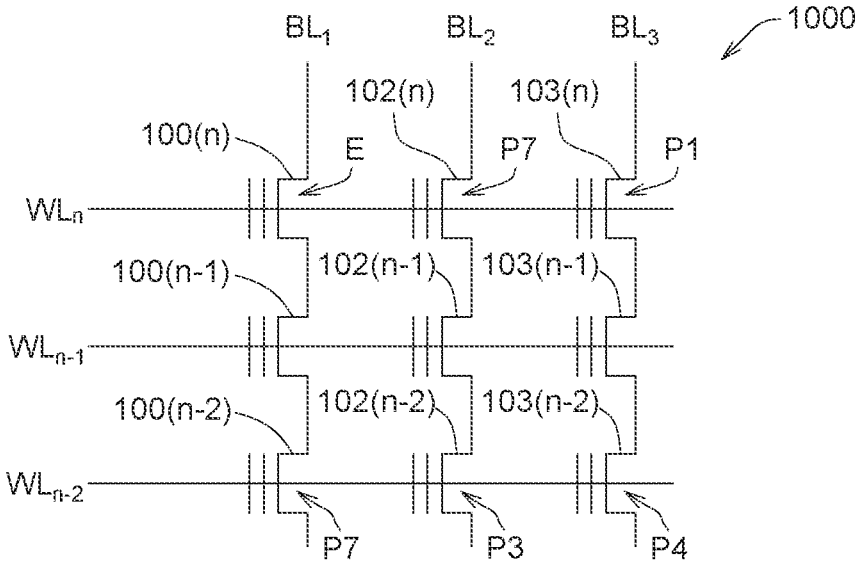 1000
BL1 BL2 BL3
102(n) 103(n)
100(n)
E P7 P1
WLn
100(n-1) 102(n-1) 103(n-1)
WLn-1
100(n-2) 102(n-2) 103(n-2)
WLn-2
P7 P3 P4